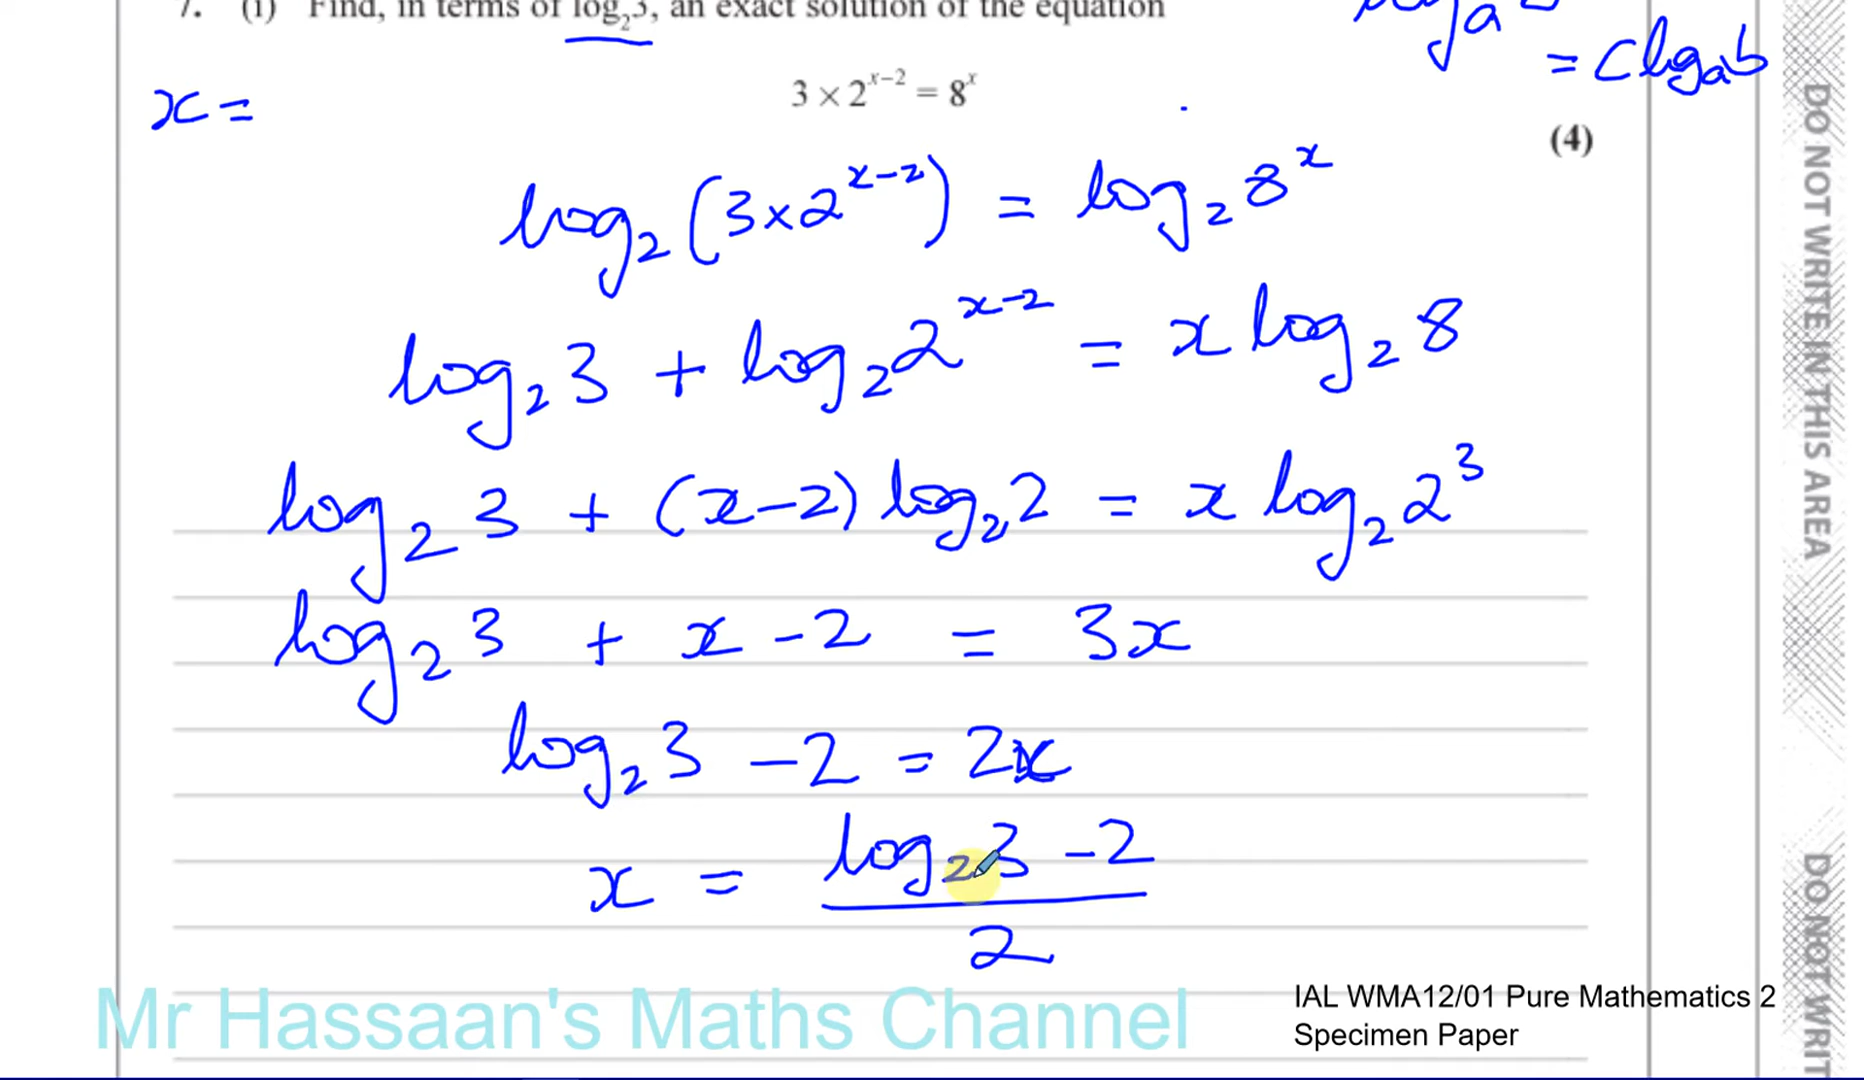 7. (i) Find, in terms of log₂3, an exact solution of the equation
= clog_a b
3 × 2^{x–2} = 8^x
x =
(4)
log₂(3×2^{x-2}) = log₂8^x
log₂3 + log₂2^{x-2} = x log₂8
log₂3 + (x-2) log₂2 = x log₂2³
log₂3 + x - 2 = 3x
log₂3 - 2 = 2x
x = (log₂3 - 2)/2
Mr Hassaan's Maths Channel
IAL WMA12/01 Pure Mathematics 2
Specimen Paper
DO NOT WRITE IN THIS AREA
DO NOT WRIT